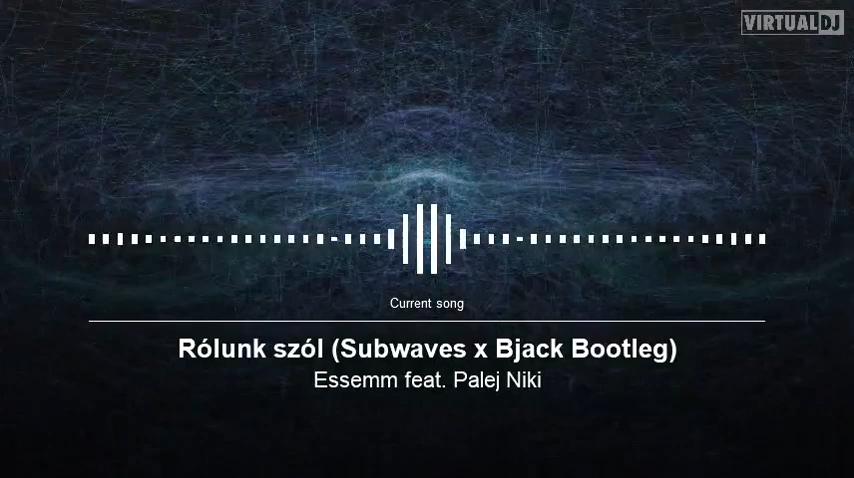 VIRTUALDJ
Current song
Rólunk szól (Subwaves x Bjack Bootleg)
Essemm feat. Palej Niki